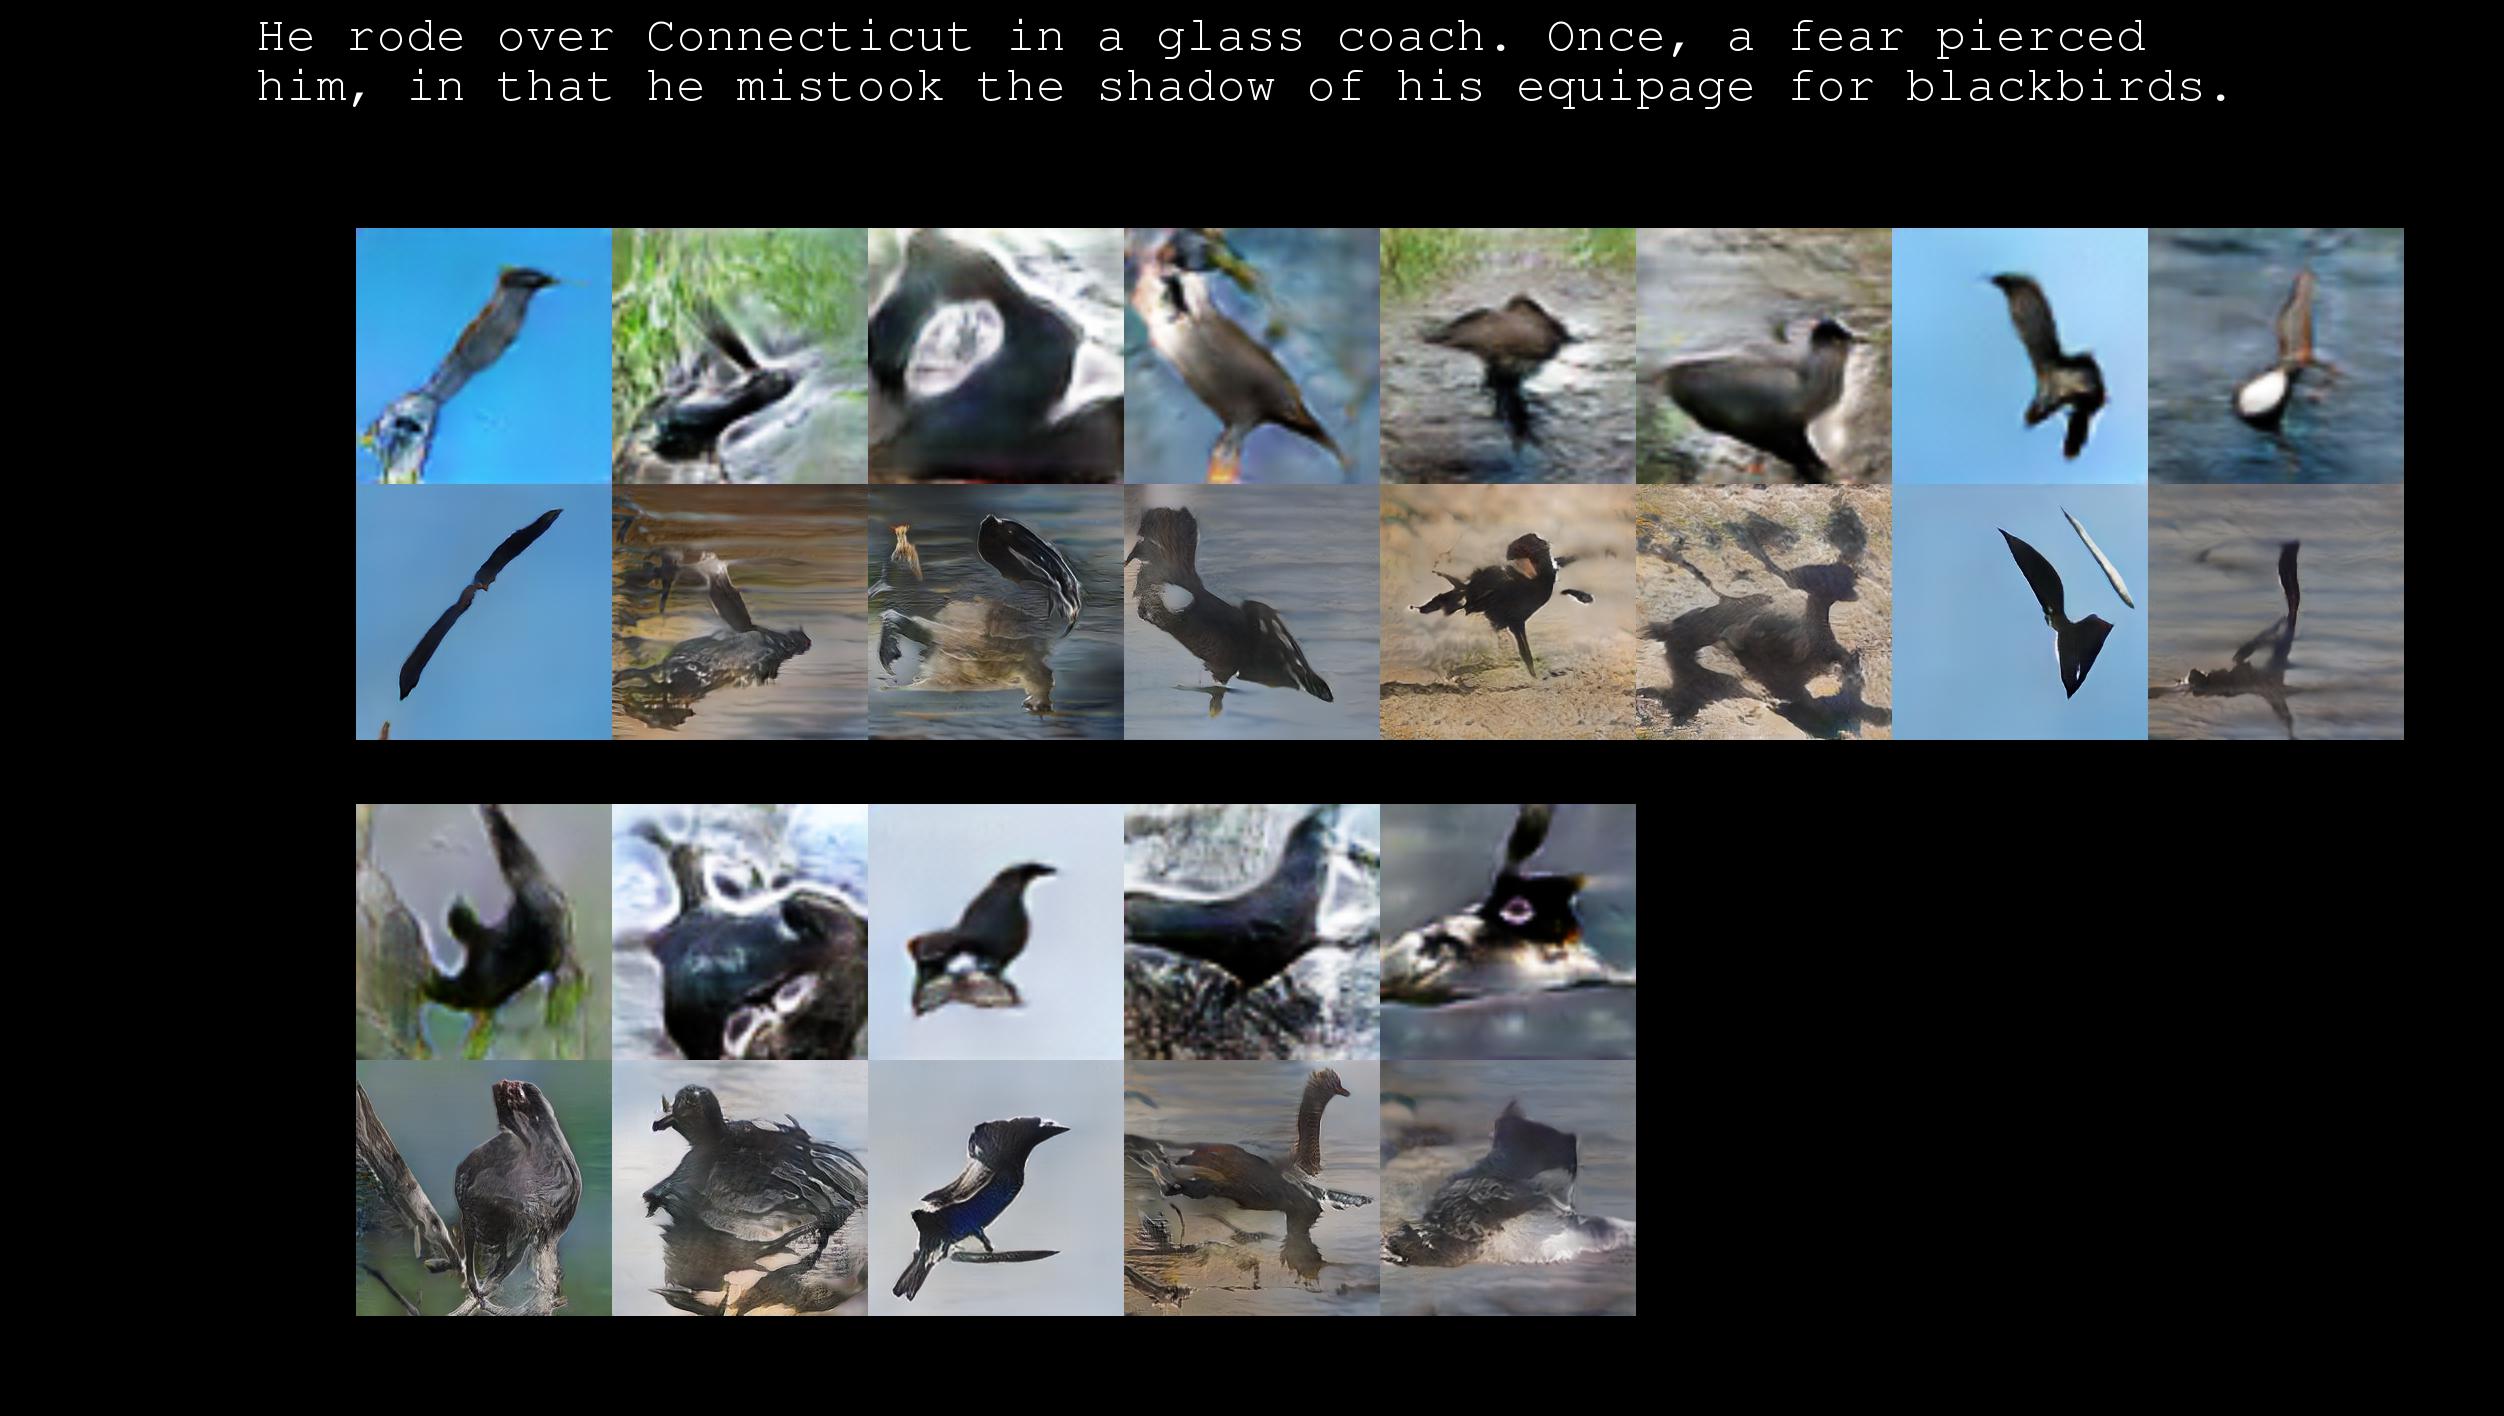 He rode over Connecticut in a glass coach. Once, a fear pierced
him, in that he mistook the shadow of his equipage for blackbirds.